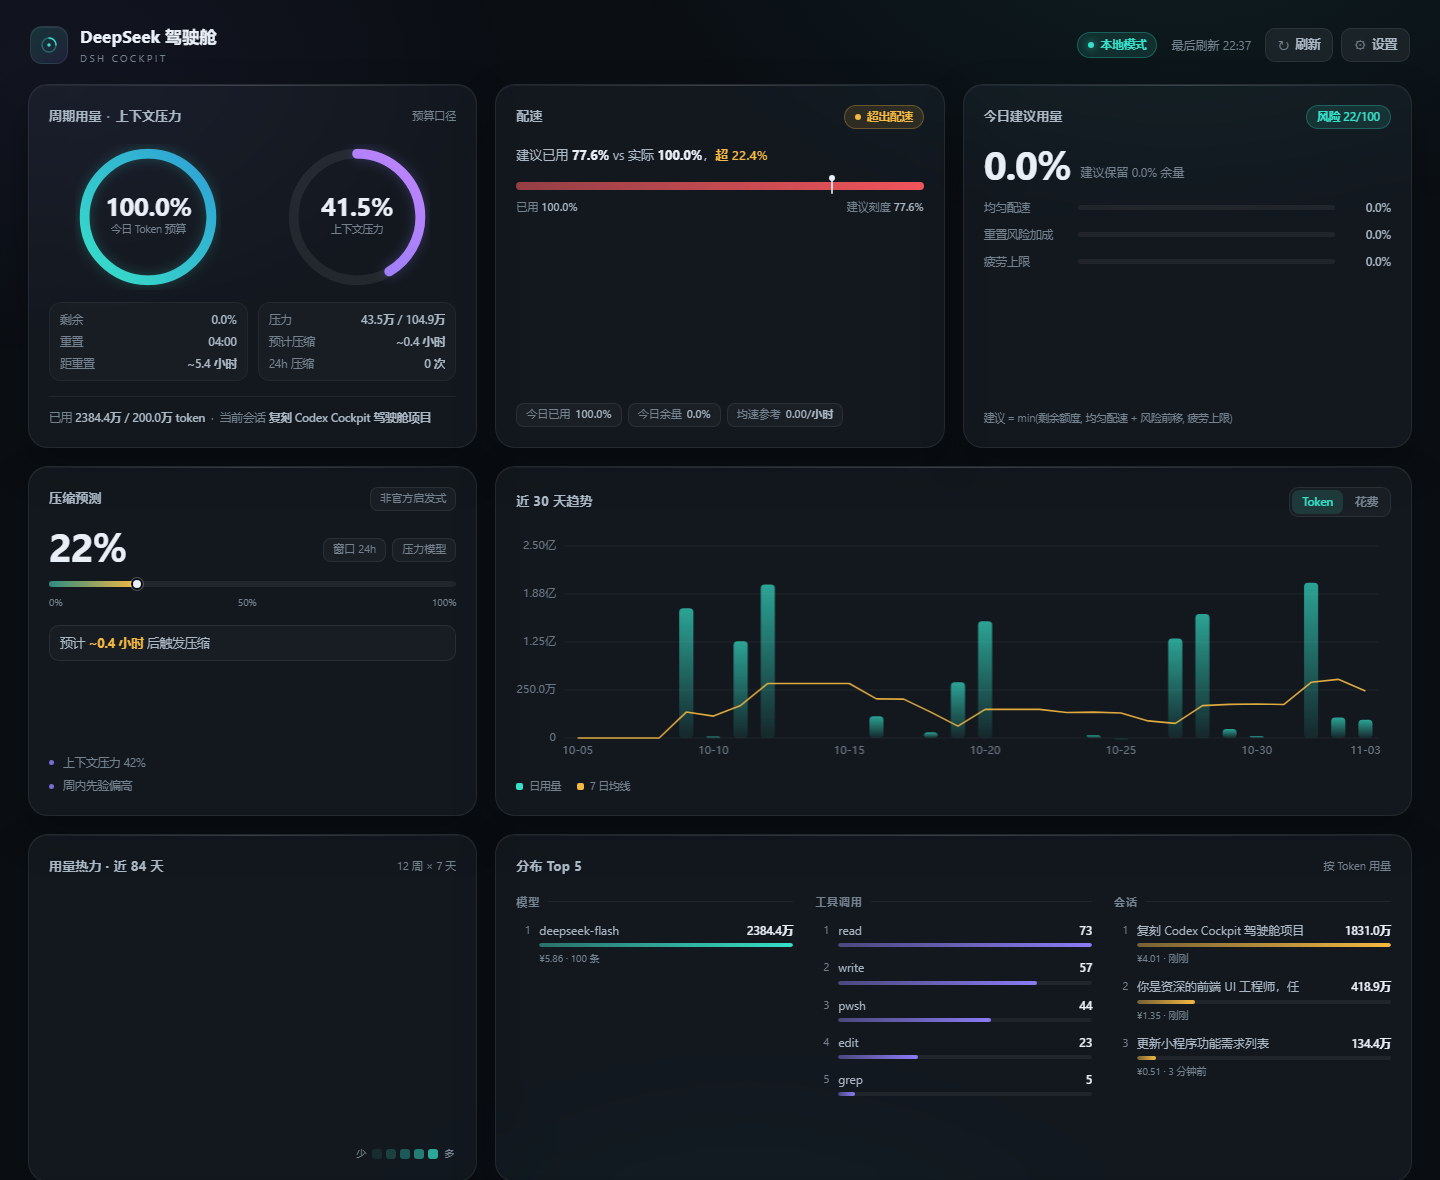 DeepSeek 驾驶舱
DSH COCKPIT
本地模式
最后刷新 22:37
刷新
设置
周期用量 · 上下文压力
预算口径
100.0%
今日 Token 预算
41.5%
上下文压力
剩余 0.0%
重置 04:00
距重置 ~5.4 小时
压力 43.5万 / 104.9万
预计压缩 ~0.4 小时
24h 压缩 0 次
已用 2384.4万 / 200.0万 token · 当前会话 复刻 Codex Cockpit 驾驶舱项目
配速
超出配速
建议已用 77.6% vs 实际 100.0%，超 22.4%
已用 100.0%
建议刻度 77.6%
今日已用 100.0%
今日余量 0.0%
均速参考 0.00/小时
今日建议用量
风险 22/100
0.0% 建议保留 0.0% 余量
均匀配速 0.0%
重置风险加成 0.0%
疲劳上限 0.0%
建议 = min(剩余额度, 均匀配速 + 风险前移, 疲劳上限)
压缩预测
非官方启发式
22%
窗口 24h
压力模型
0% 50% 100%
预计 ~0.4 小时 后触发压缩
上下文压力 42%
周内先验偏高
近 30 天趋势
Token 花费
2.50亿
1.88亿
1.25亿
250.0万
0
10-05 10-10 10-15 10-20 10-25 10-30 11-03
日用量 7 日均线
用量热力 · 近 84 天
12 周 × 7 天
少 多
分布 Top 5
按 Token 用量
模型
1 deepseek-flash 2384.4万
¥5.86 · 100 条
工具调用
1 read 73
2 write 57
3 pwsh 44
4 edit 23
5 grep 5
会话
1 复刻 Codex Cockpit 驾驶舱项目 1831.0万
¥4.01 · 刚刚
2 你是资深的前端 UI 工程师，任 418.9万
¥1.35 · 刚刚
3 更新小程序功能需求列表 134.4万
¥0.51 · 3 分钟前